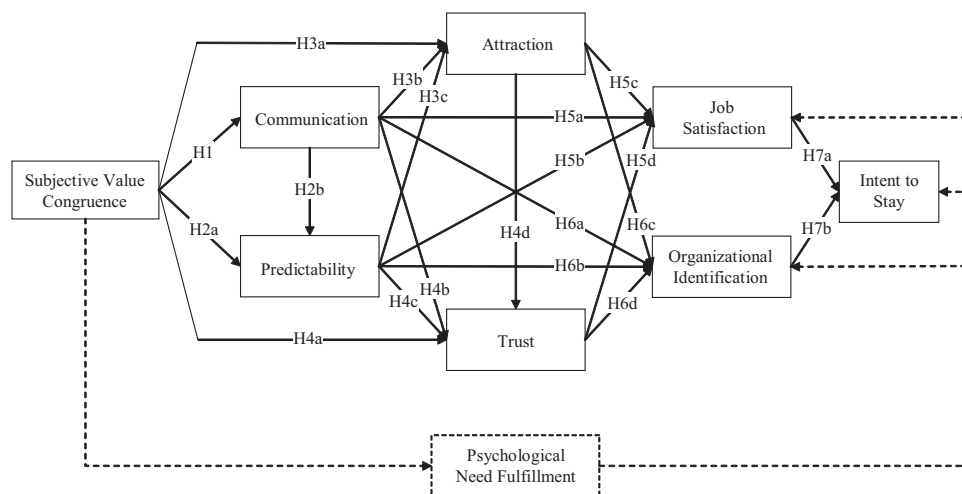 Attraction
H3a
H3b
H3c
H5c
Communication
H5a
Job
Satisfaction
H1
H5b
H5d
H7a
Subjective Value
Congruence
H2b
Intent to
Stay
H2a
H4d
H6a
H6c
H7b
Predictability
H6b
Organizational
Identification
H4b
H4c
H6d
H4a
Trust
Psychological
Need Fulfillment